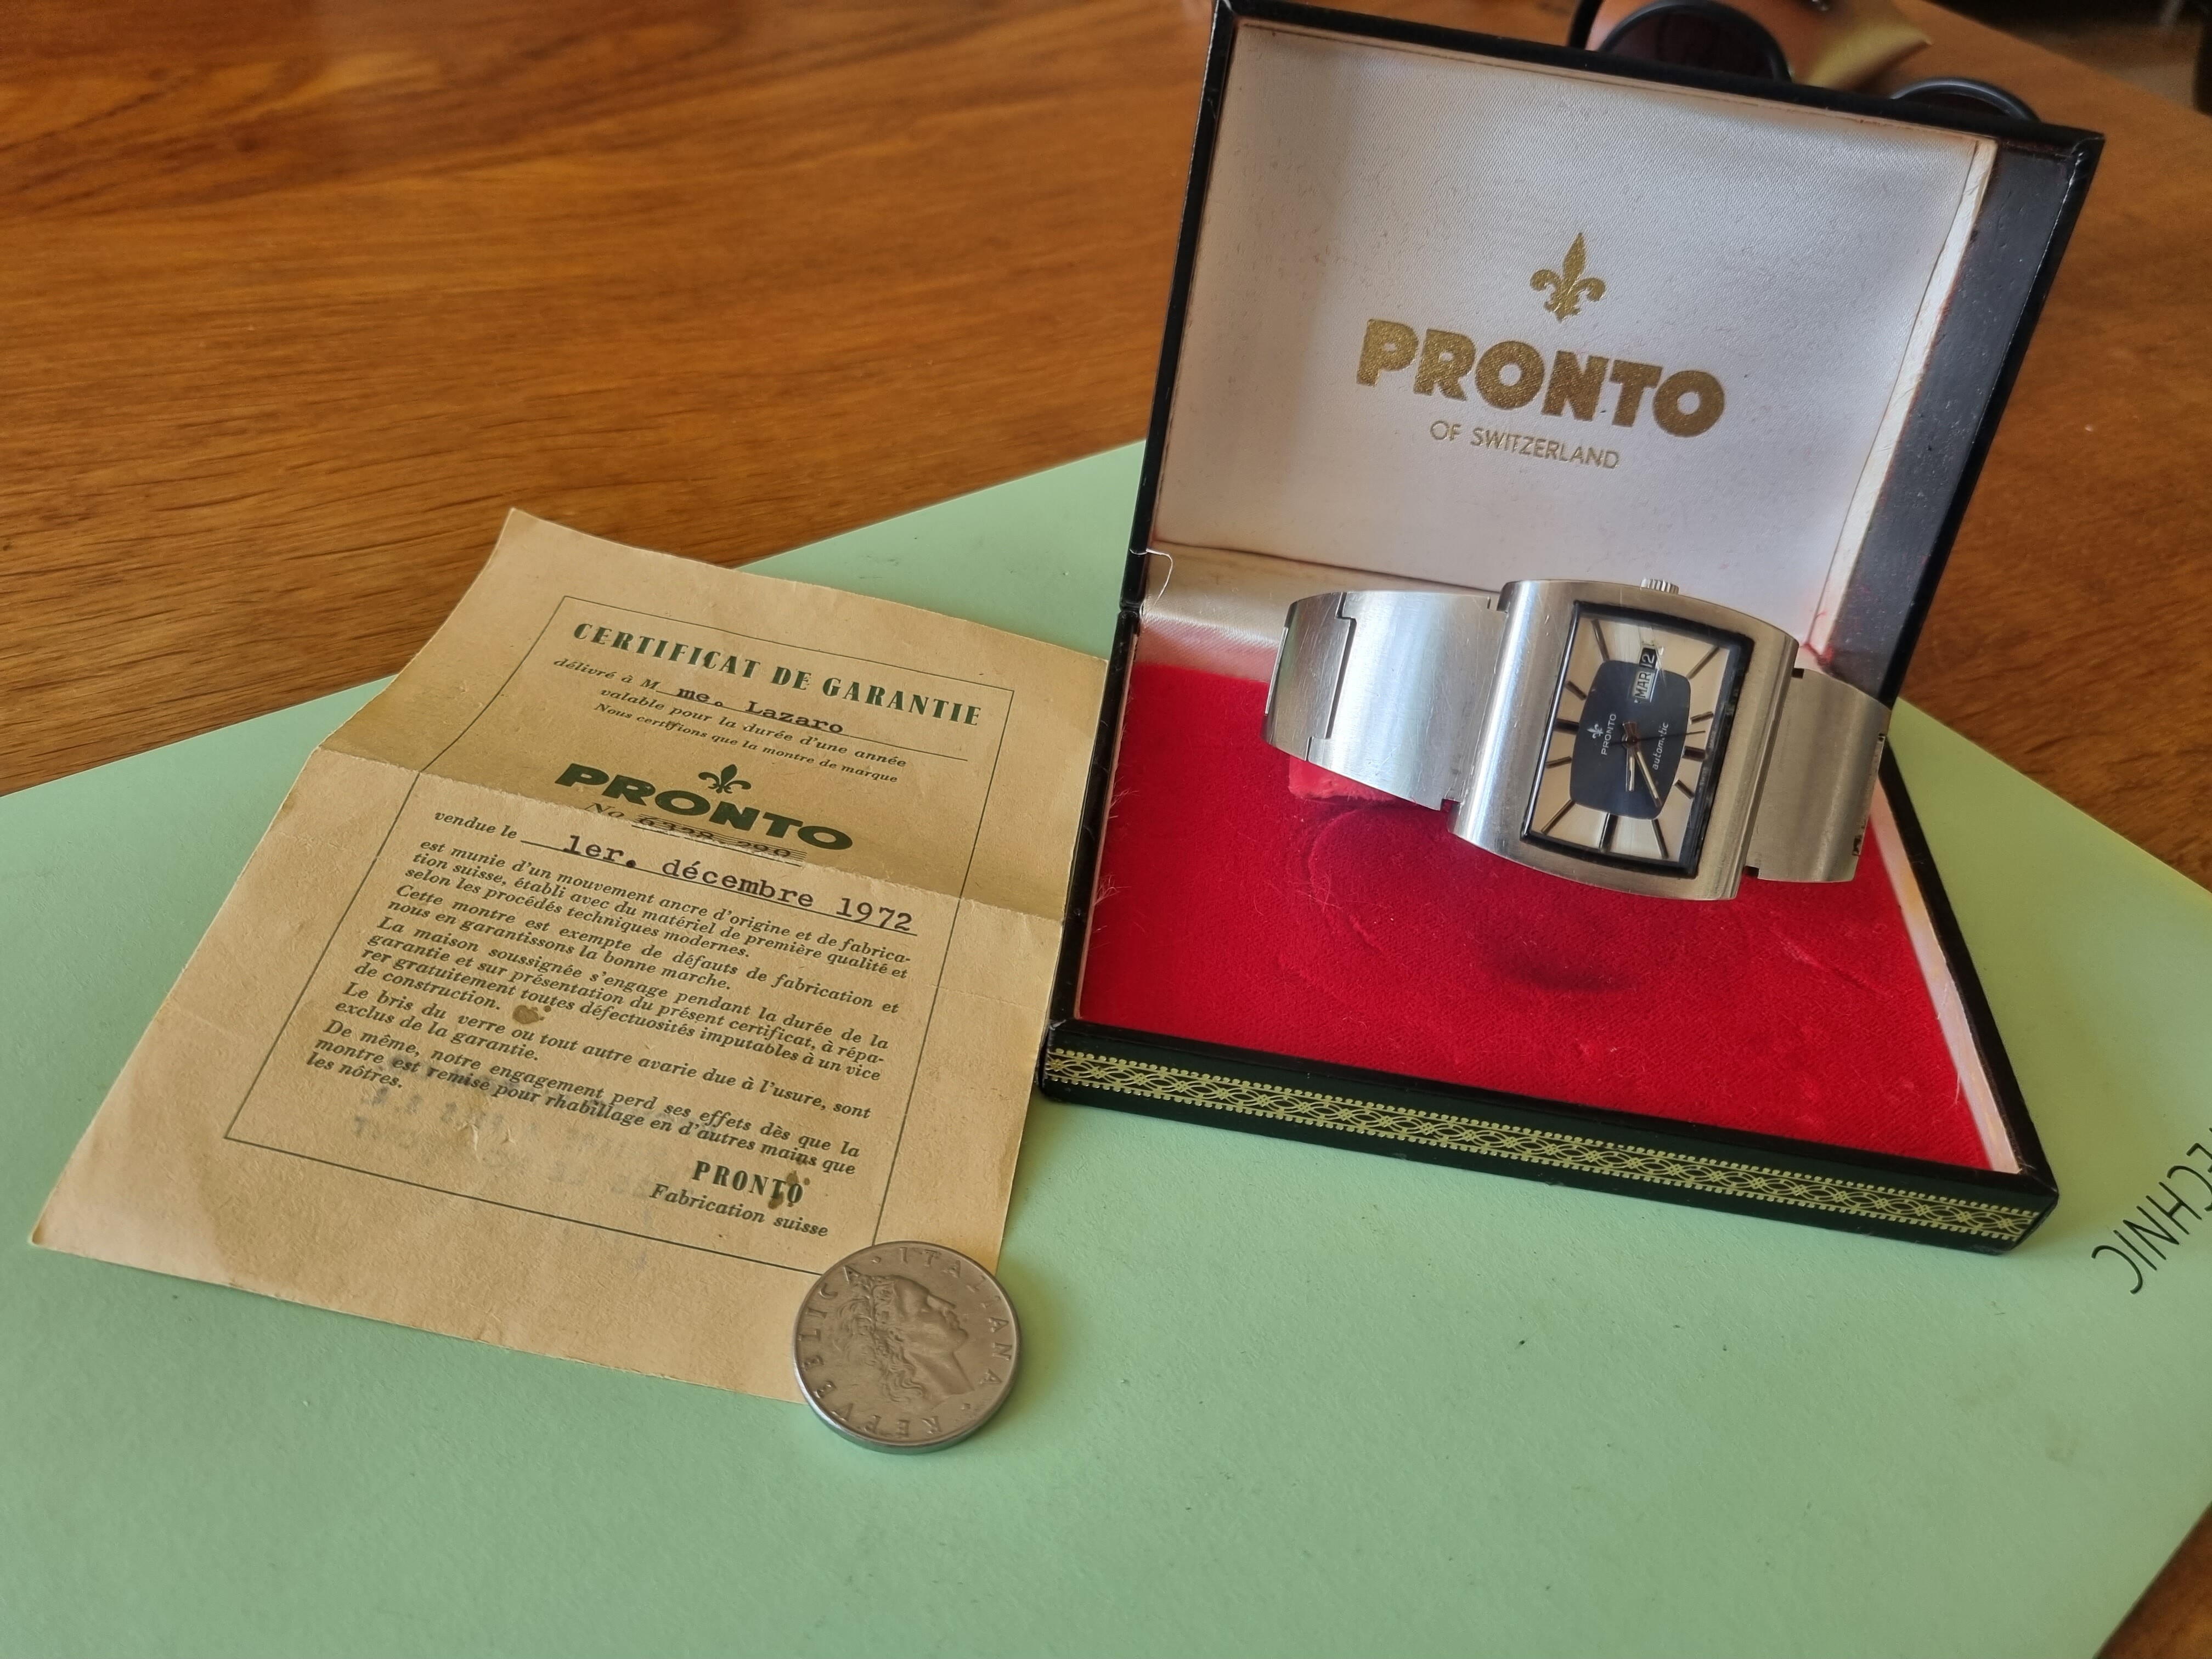 CERTIFICAT DE GARANTIE
délivré à M me. Lazaro
valable pour la durée d'une année
Nous certifions que la montre de marque
PRONTO
No 6328-290
vendue le 1er. décembre 1972
est munie d'un mouvement ancre d'origine et de fabrica-
tion suisse, établi avec du matériel de première qualité et
selon les procédés techniques modernes.
Cette montre est exempte de défauts de fabrication et
nous en garantissons la bonne marche.
La maison soussignée s'engage pendant la durée de la
garantie et sur présentation du présent certificat, à répa-
rer gratuitement toutes défectuosités imputables à un vice
de construction.
Le bris du verre ou tout autre avarie due à l'usure, sont
exclus de la garantie.
De même, notre engagement perd ses effets dès que la
montre est remise pour rhabillage en d'autres mains que
les nôtres.
PRONTO
Fabrication suisse
REPVBBLICA · ITALIANA ·
PRONTO
OF SWITZERLAND
MAR 12
PRONTO
automatic
TECHNIC